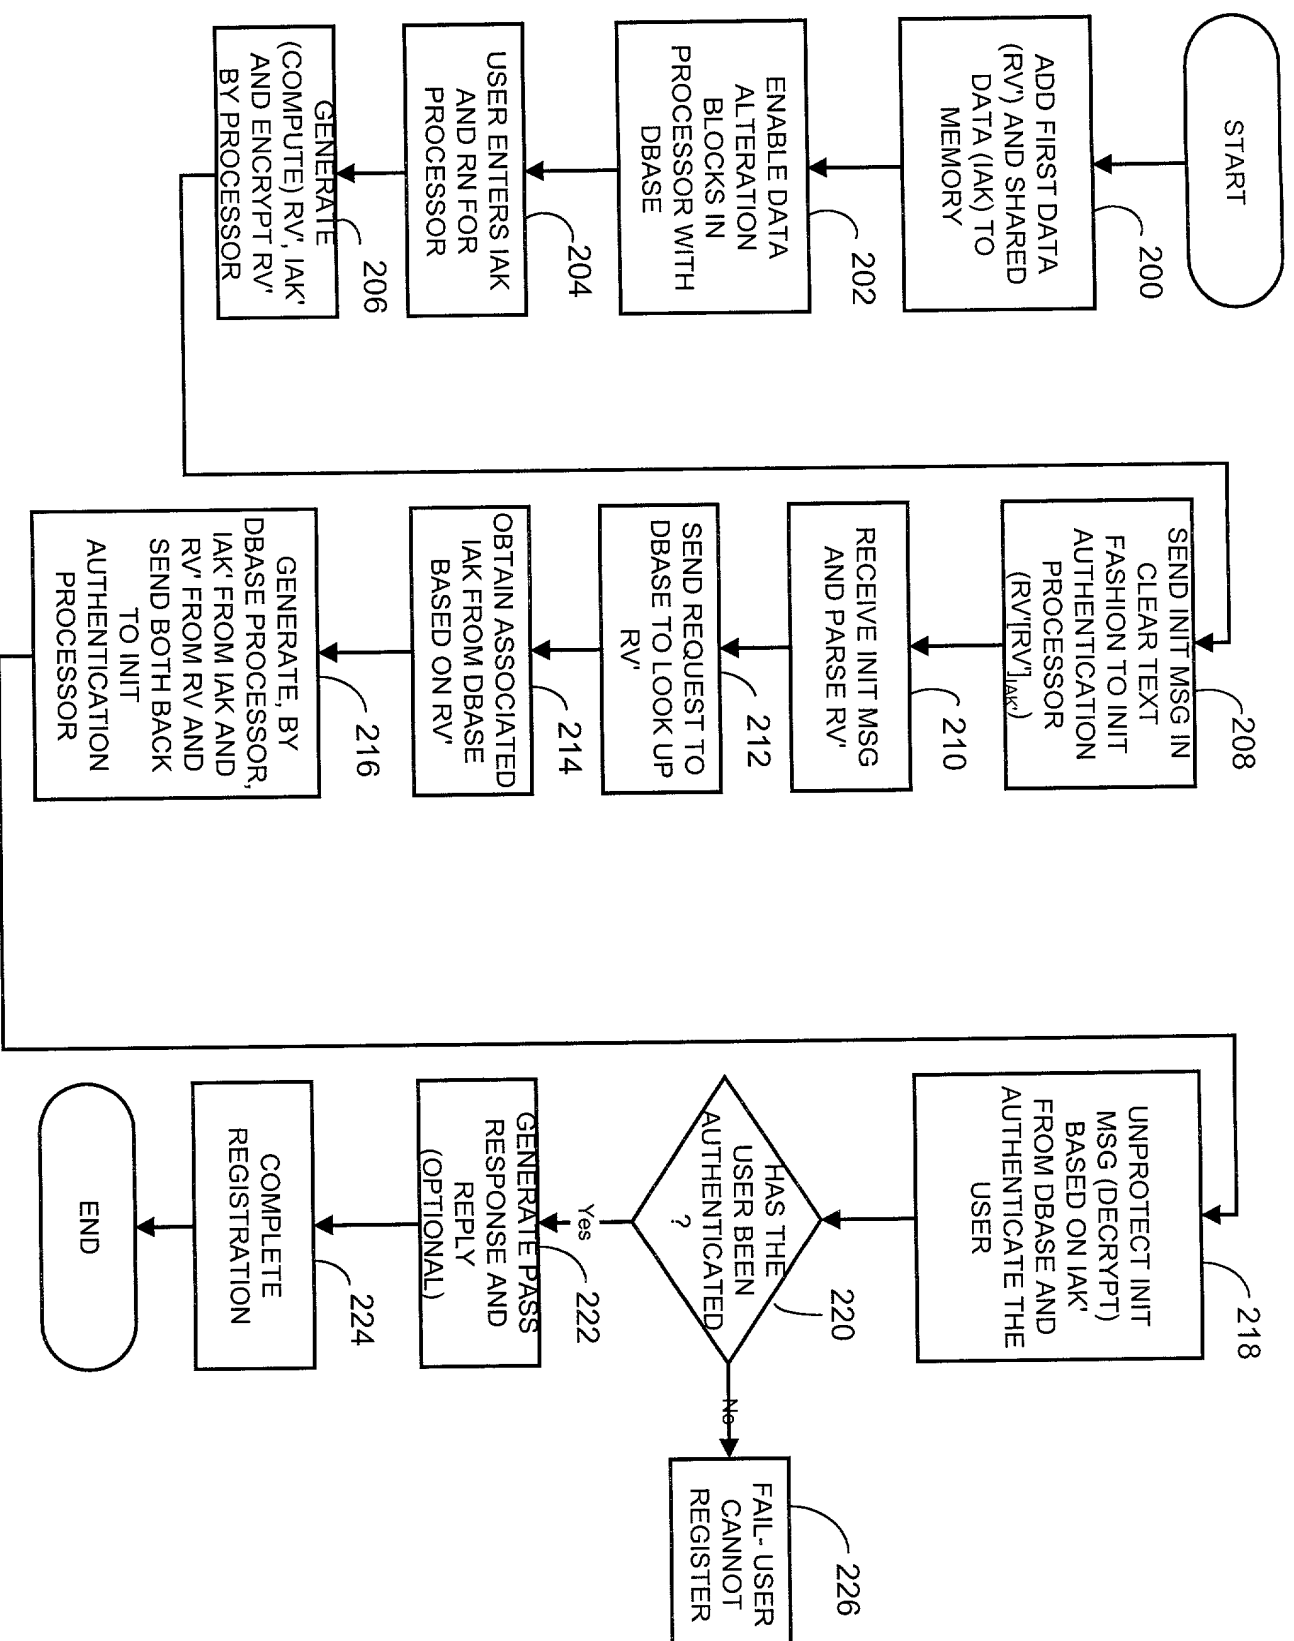 START
ADD FIRST DATA
(RV') AND SHARED
DATA (IAK) TO
MEMORY
200
ENABLE DATA
ALTERATION
BLOCKS IN
PROCESSOR WITH
DBASE
202
USER ENTERS IAK
AND RN FOR
PROCESSOR
204
GENERATE
(COMPUTE) RV', IAK'
AND ENCRYPT RV'
BY PROCESSOR
206
SEND INIT MSG IN
CLEAR TEXT
FASHION TO INIT
AUTHENTICATION
PROCESSOR
(RV'[RV']IAK')
208
RECEIVE INIT MSG
AND PARSE RV'
210
SEND REQUEST TO
DBASE TO LOOK UP
RV'
212
OBTAIN ASSOCIATED
IAK FROM DBASE
BASED ON RV'
214
GENERATE, BY
DBASE PROCESSOR,
IAK' FROM IAK AND
RV' FROM RV AND
SEND BOTH BACK
TO INIT
AUTHENTICATION
PROCESSOR
216
UNPROTECT INIT
MSG (DECRYPT)
BASED ON IAK'
FROM DBASE AND
AUTHENTICATE THE
USER
218
HAS THE
USER BEEN
AUTHENTICATED
?
220
Yes
No
GENERATE PASS
RESPONSE AND
REPLY
(OPTIONAL)
222
COMPLETE
REGISTRATION
224
END
FAIL- USER
CANNOT
REGISTER
226